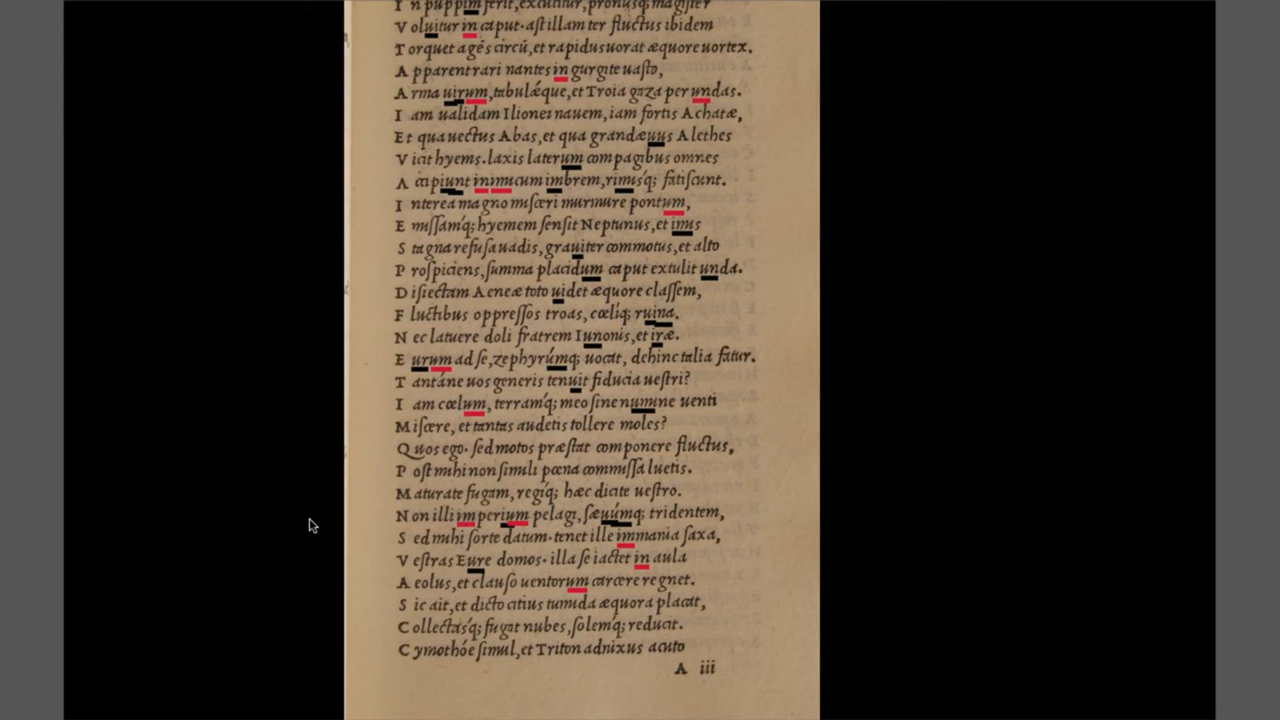 I n puppim ferit, excutitur, pronusq; magister
V oluitur in caput· ast illam ter fluctus ibidem
T orquet agẽs circũ, et rapidus uorat æquore uortex.
A pparent rari nantes in gurgite uasto,
A rma uirum, tabulǽque, et Troia gaza per undas.
I am ualidam Ilionei nauem, iam fortis Achatæ,
E t qua uectus Abas, et qua grandæuus Alethes
V icit hyems. laxis laterum compagibus omnes
A ccipiunt inimicum imbrem, rimisq́; fatiscunt.
I nterea magno misceri murmure pontum,
E missamq́; hyemem sensit Neptunus, et imis
S tagna refusa uadis, grauiter commotus, et alto
P rospiciens, summa placidum caput extulit unda.
D isiectam Aeneæ toto uidet æquore classem,
F luctibus oppressos troas, cœliq́; ruina.
N ec latuere doli fratrem Iunonis, et iræ.
E urum ad se, zephyrúmq; uocat, dehinc talia fatur.
T antáne uos generis tenuit fiducia uestri?
I am cœlum, terramq́; meo sine numine uenti
M iscere, et tantas audetis tollere moles?
Q uos ego· sed motos præstat componere fluctus,
P ost mihi non simili pœna commissa luetis.
M aturate fugam, regiq́; hæc dicite uestro.
N on illi imperium pelagi, sæuúmq; tridentem,
S ed mihi sorte datum· tenet ille immania saxa,
V estras Eure domos· illa se iactet in aula
A eolus, et clauso uentorum carcere regnet.
S ic ait, et dicto citius tumida æquora placat,
C ollectasq́; fugat nubes, solemq; reducit.
C ymothóe simul, et Triton adnixus acuto
A iii